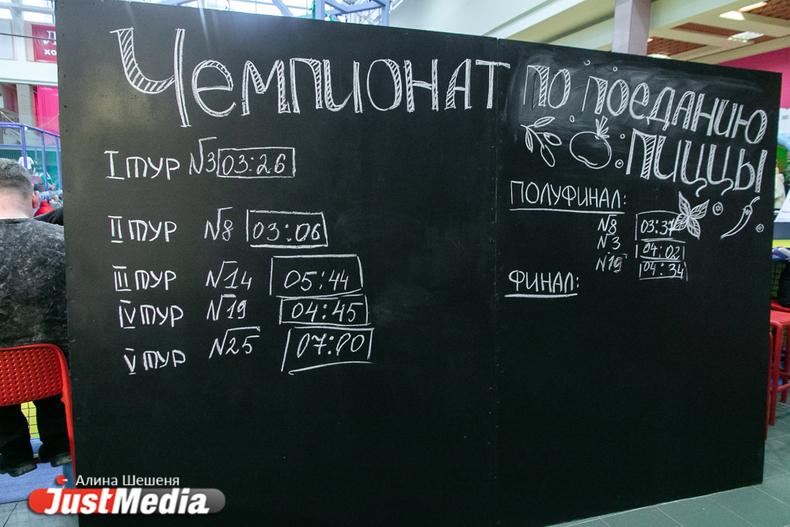 Чемпионат по поеданию
пиццы
I тур №3 03:26
II тур №8 03:06
III тур №14 05:44
IV тур №19 04:45
V тур №25 07:00
ПОЛУФИНАЛ:
№8 03:37
№3 04:02
№19 04:34
ФИНАЛ:
Алина Шешеня
JustMedia